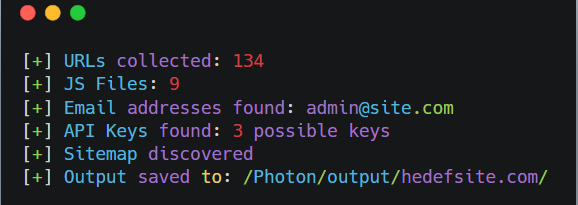 [+] URLs collected: 134
[+] JS Files: 9
[+] Email addresses found: admin@site.com
[+] API Keys found: 3 possible keys
[+] Sitemap discovered
[+] Output saved to: /Photon/output/hedefsite.com/